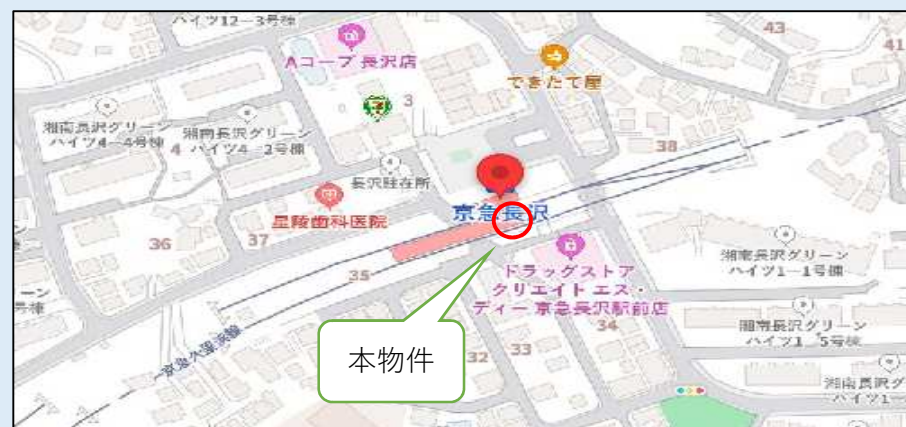 ハイツ12-3号棟
43
41
Aコープ 長沢店
できたて屋
3
湘南長沢グリーン
ハイツ4-4号棟
湘南長沢グリーン
4 ハイツ4-2号棟
38
長沢駐在所
京急長沢
星陵歯科医院
36
37
35
湘南長沢グリーン
ハイツ1-1号棟
ドラッグストア
クリエイト エス・
ディー 京急長沢駅前店
34
33
32
京急久里浜線
湘南長沢グリーン
ハイツ1 5号棟
湘南長沢グ
ハイツ1-
本物件